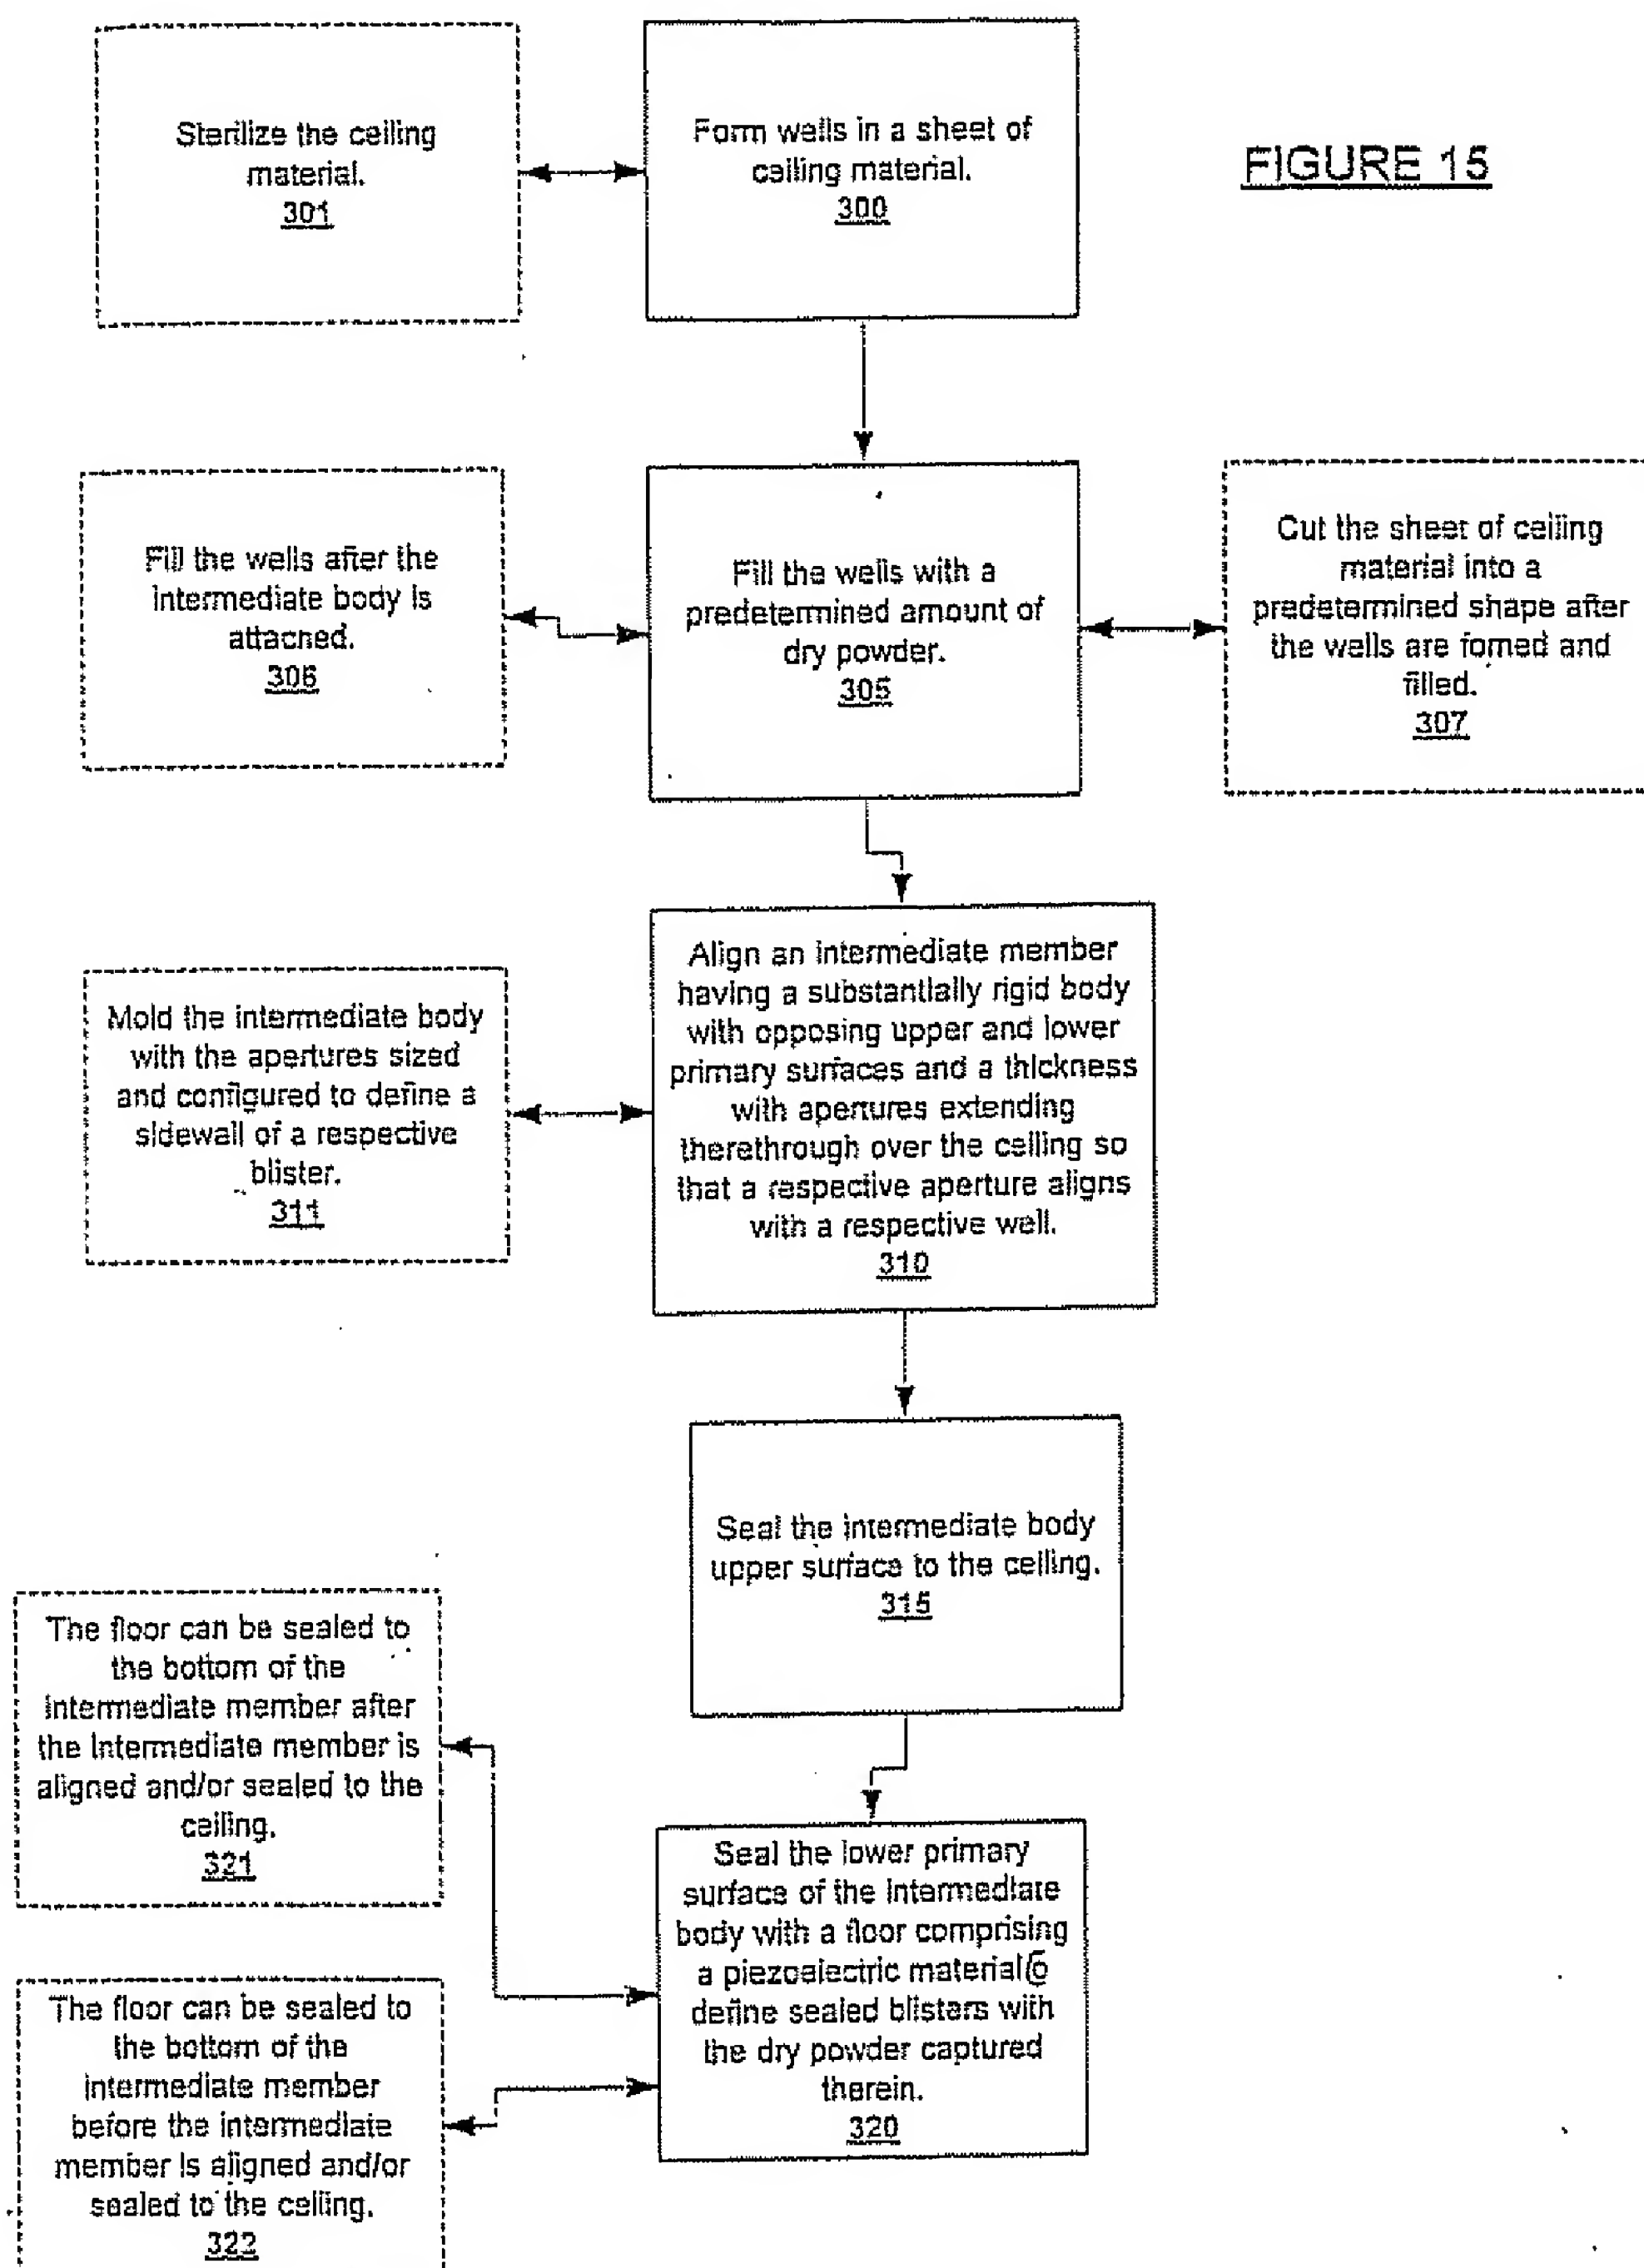 Sterilize the ceiling
material.
301
Form wells in a sheet of
ceiling material.
300
FIGURE 15
Fill the wells after the
intermediate body is
attached.
306
Fill the wells with a
predetermined amount of
dry powder.
305
Cut the sheet of ceiling
material into a
predetermined shape after
the wells are formed and
filled.
307
Align an intermediate member
having a substantially rigid body
with opposing upper and lower
primary surfaces and a thickness
with apertures extending
therethrough over the ceiling so
that a respective aperture aligns
with a respective well.
310
Mold the intermediate body
with the apertures sized
and configured to define a
sidewall of a respective
blister.
311
Seal the intermediate body
upper surface to the ceiling.
315
The floor can be sealed to
the bottom of the
intermediate member after
the intermediate member is
aligned and/or sealed to the
ceiling.
321
Seal the lower primary
surface of the intermediate
body with a floor comprising
a piezoelectric material
define sealed blisters with
the dry powder captured
therein.
320
The floor can be sealed to
the bottom of the
intermediate member
before the intermediate
member is aligned and/or
sealed to the ceiling.
322